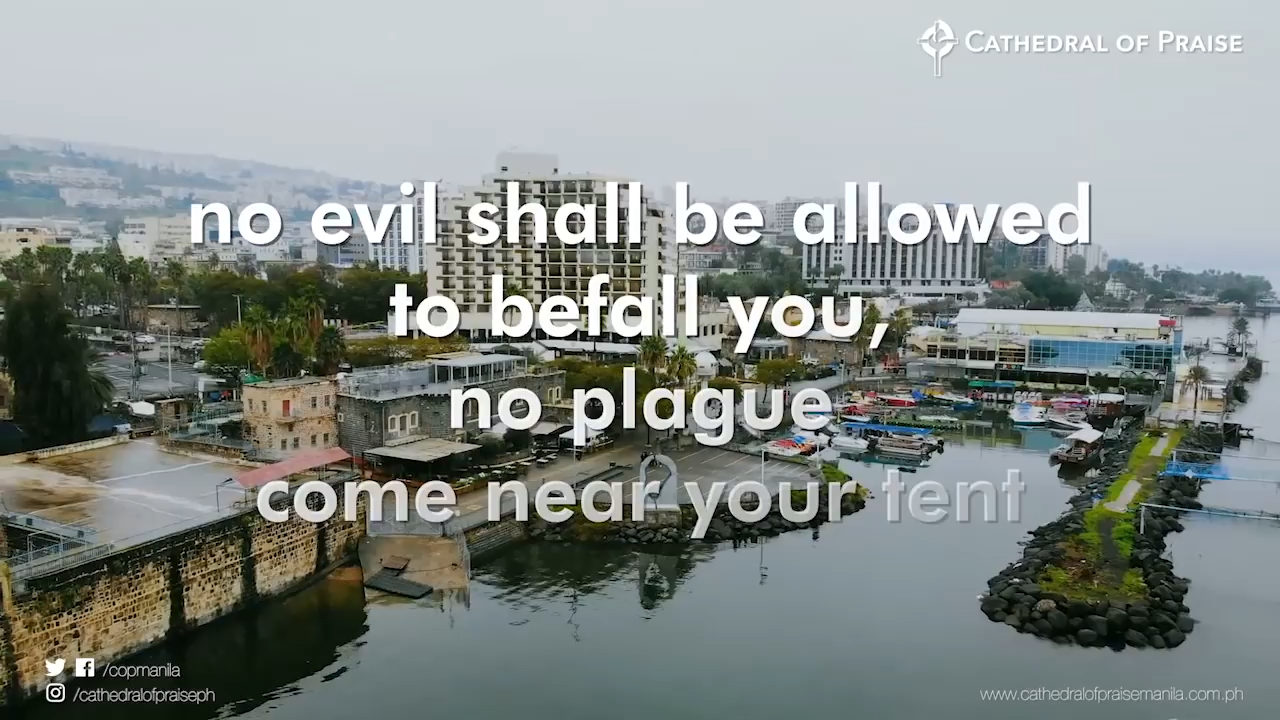 CATHEDRAL OF PRAISE
no evil shall be allowed
to befall you,
no plague
come near your tent
/copmanila
/cathedralofpraiseph
www.cathedralofpraisemanila.com.ph